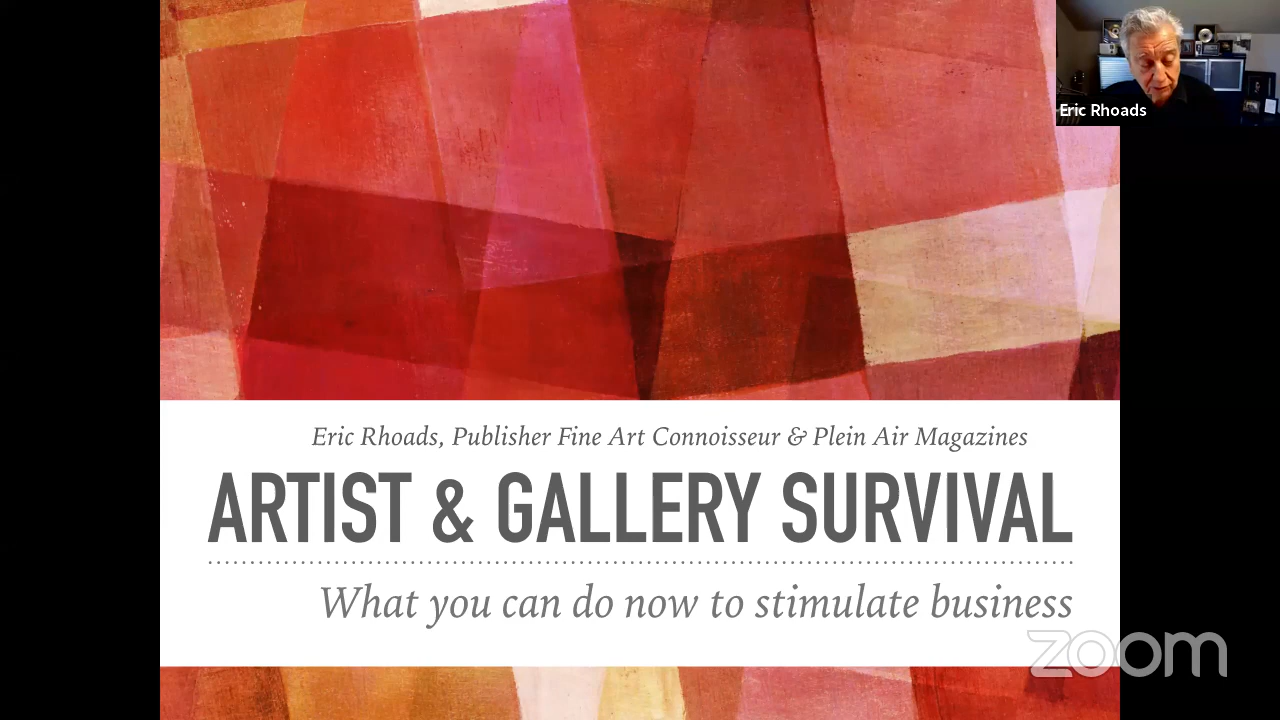 Eric Rhoads
Eric Rhoads, Publisher Fine Art Connoisseur & Plein Air Magazines
ARTIST & GALLERY SURVIVAL
What you can do now to stimulate business
zoom